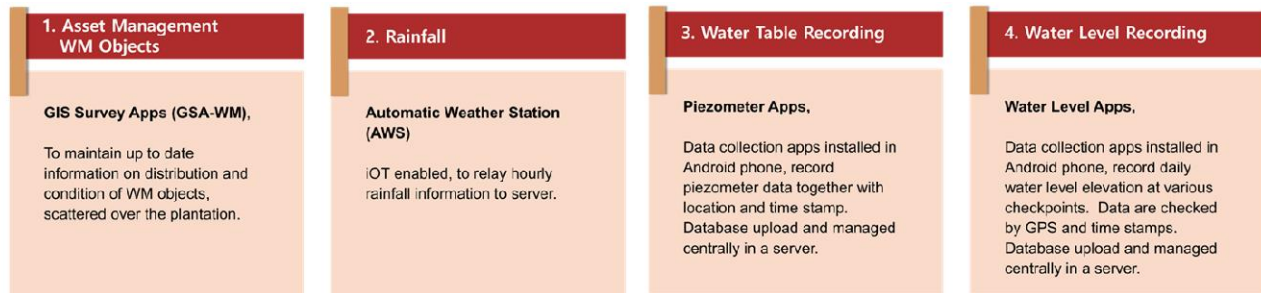 1. Asset Management
WM Objects
GIS Survey Apps (GSA-WM),
To maintain up to date
information on distribution and
condition of WM objects,
scattered over the plantation.
2. Rainfall
Automatic Weather Station
(AWS)
iOT enabled, to relay hourly
rainfall information to server.
3. Water Table Recording
Piezometer Apps,
Data collection apps installed in
Android phone, record
piezometer data together with
location and time stamp.
Database upload and managed
centrally in a server.
4. Water Level Recording
Water Level Apps,
Data collection apps installed in
Android phone, record daily
water level elevation at various
checkpoints.  Data are checked
by GPS and time stamps.
Database upload and managed
centrally in a server.